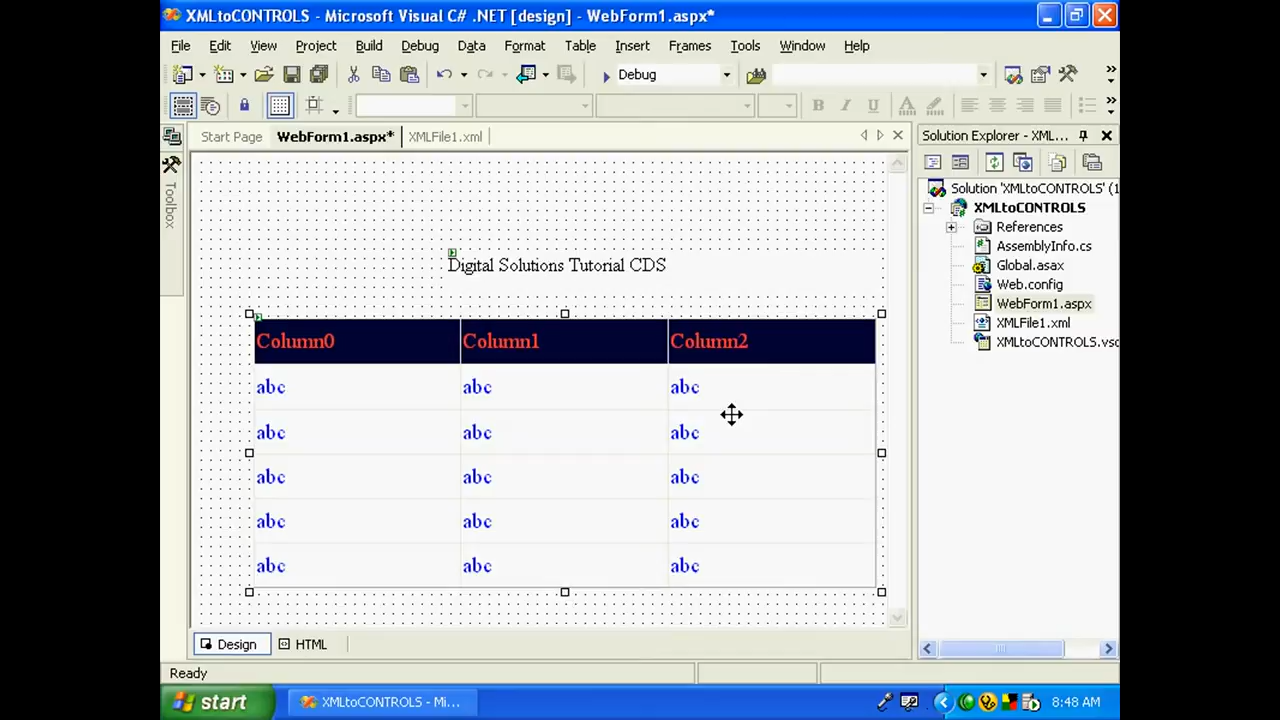 XMLtoCONTROLS - Microsoft Visual C# .NET [design] - WebForm1.aspx*
File Edit View Project Build Debug Data Format Table Insert Frames Tools Window Help
Debug
Start Page WebForm1.aspx* XMLFile1.xml
Solution Explorer - XML...
Toolbox
Solution 'XMLtoCONTROLS' (1
XMLtoCONTROLS
References
AssemblyInfo.cs
Global.asax
Web.config
WebForm1.aspx
XMLFile1.xml
XMLtoCONTROLS.vsd
Digital Solutions Tutorial CDS
Column0 Column1 Column2
abc abc abc
abc abc abc
abc abc abc
abc abc abc
abc abc abc
Design HTML
Ready
start XMLtoCONTROLS - Mi... 8:48 AM